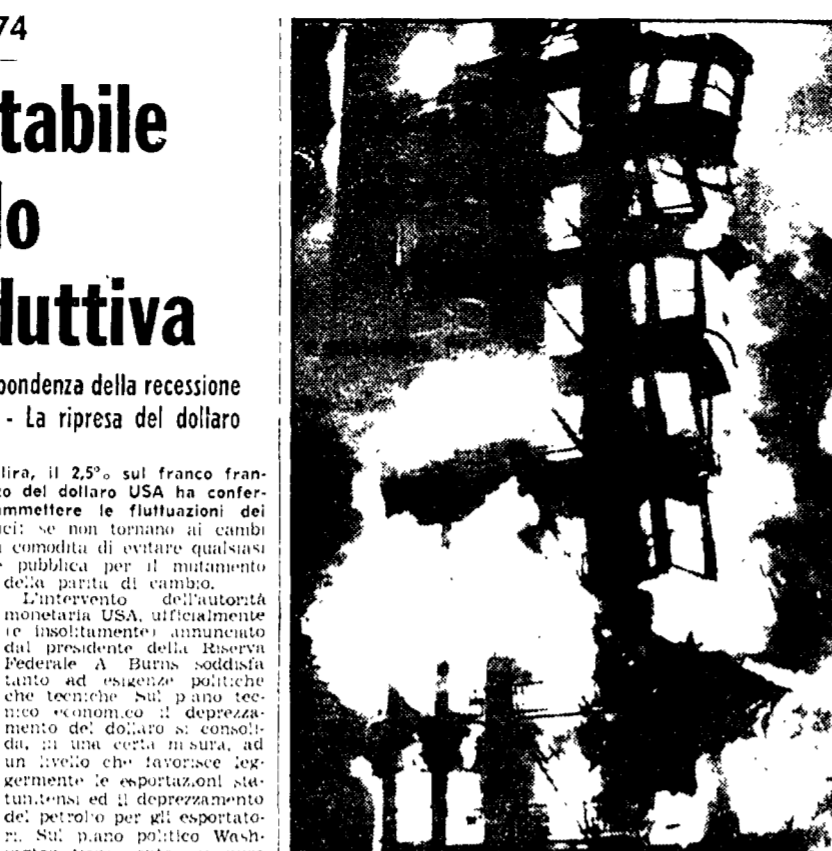 74
tabile
lo
duttiva
pondenza della recessione
- La ripresa del dollaro
lira, il 2,5% sul franco fran-
o del dollaro USA ha confer-
mmettere le fluttuazioni dei
ci: se non tornano ai cambi
comodita di evitare qualsiasi
pubblica per il mutamento
della parità di cambio.
L'intervento dell'autorità
monetaria USA, ufficialmente
(e insolitamente) annunciato
dal presidente della Riserva
Federale A Burns soddisfa
tanto ad esigenze politiche
che tecniche Sul piano tec-
nico economico il deprezza-
mento del dollaro si consoli-
da, in una certa misura, ad
un livello che favorisce leg-
germente le esportazioni sta-
tunitensi ed il deprezzamento
del petrolio per gli esportato-
ri. Sul piano politico Wash-